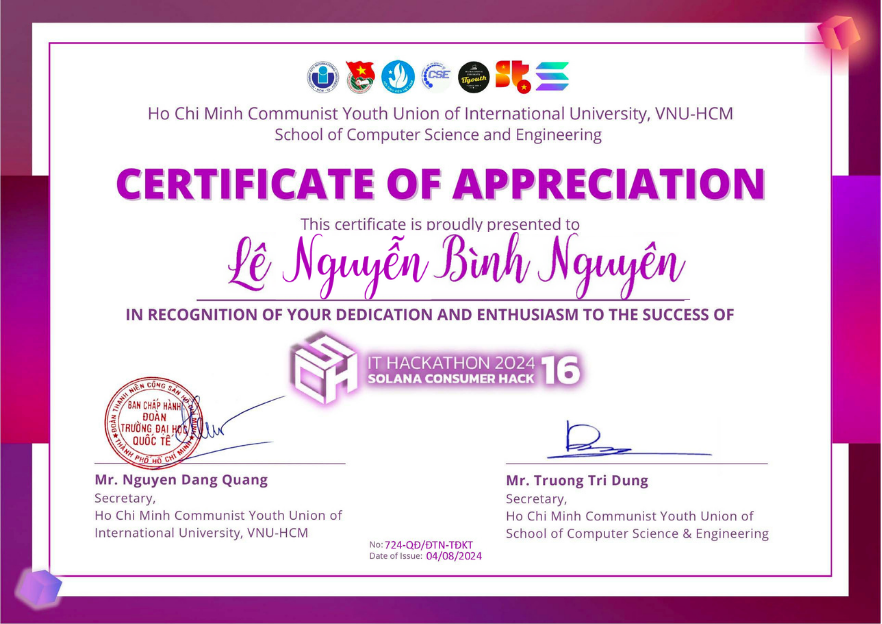 CSE
ITyouth
Ho Chi Minh Communist Youth Union of International University, VNU-HCM
School of Computer Science and Engineering
CERTIFICATE OF APPRECIATION
This certificate is proudly presented to
Lê Nguyễn Bình Nguyên
IN RECOGNITION OF YOUR DEDICATION AND ENTHUSIASM TO THE SUCCESS OF
SCH
IT HACKATHON 2024
SOLANA CONSUMER HACK
16
ĐOÀN THANH NIÊN CỘNG SẢN HỒ CHÍ MINH
BAN CHẤP HÀNH
ĐOÀN
TRƯỜNG ĐẠI HỌC
QUỐC TẾ
THÀNH PHỐ HỒ CHÍ MINH
Mr. Nguyen Dang Quang
Secretary,
Ho Chi Minh Communist Youth Union of
International University, VNU-HCM
Mr. Truong Tri Dung
Secretary,
Ho Chi Minh Communist Youth Union of
School of Computer Science & Engineering
No: 724-QĐ/ĐTN-TĐKT
Date of Issue: 04/08/2024